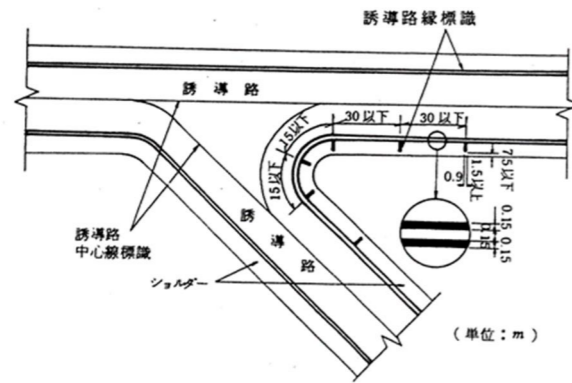 誘導路縁標識
誘導路
30以下
30以下
15以下
15以下
0.9
1.5以上
75以下
0.15
0.15
0.15
誘導路
中心線標識
誘導路
ショルダー
(単位:m)